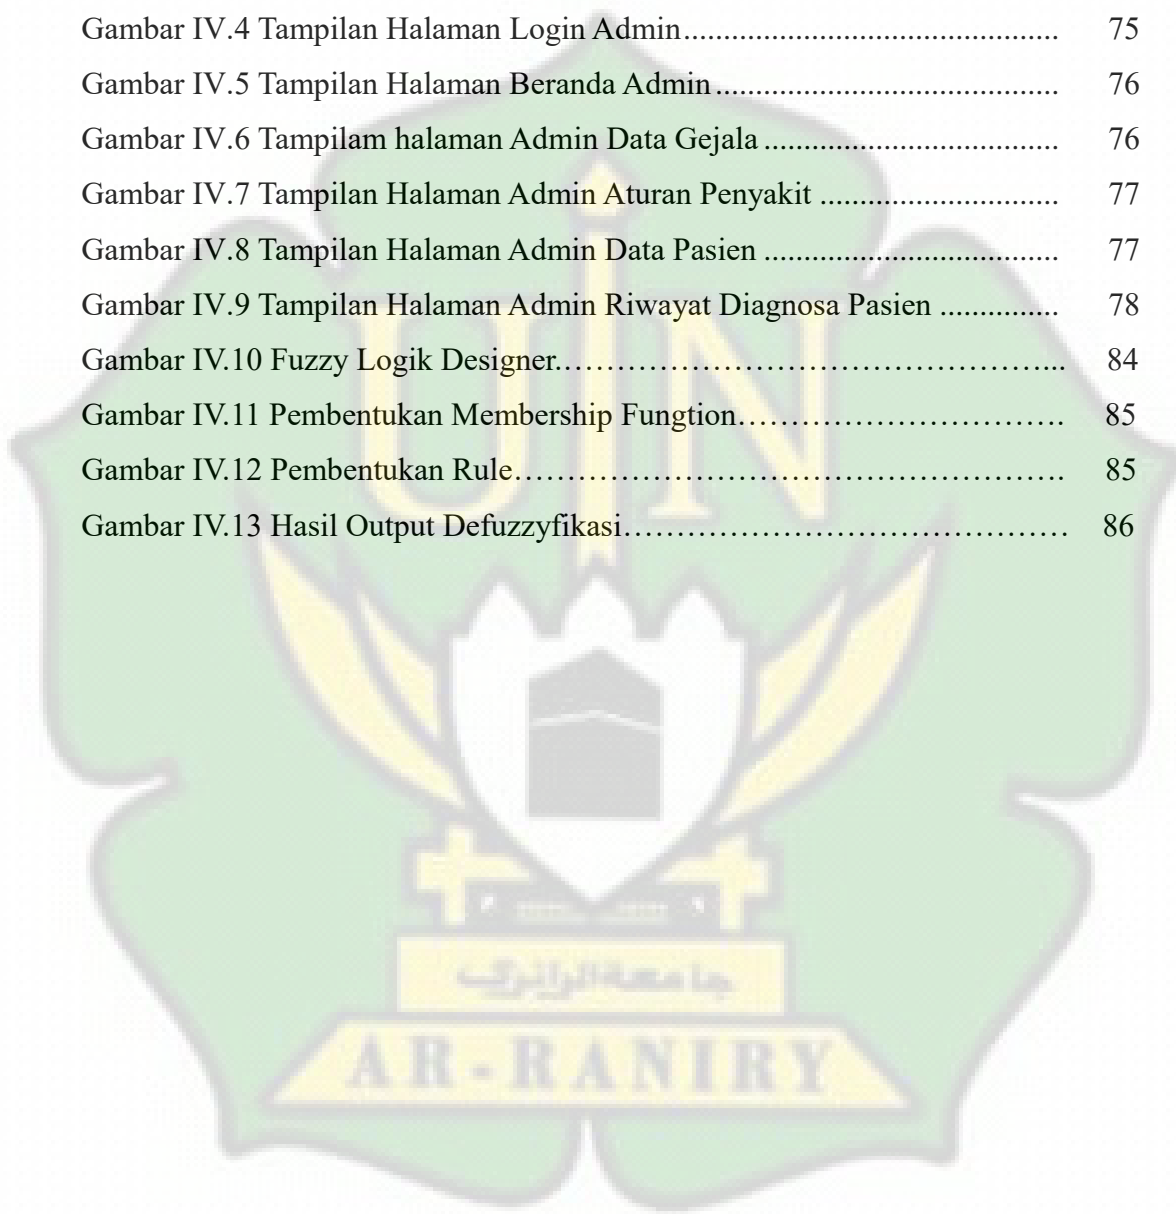 Gambar IV.4 Tampilan Halaman Login Admin............................................. 75
Gambar IV.5 Tampilan Halaman Beranda Admin......................................... 76
Gambar IV.6 Tampilam halaman Admin Data Gejala ................................... 76
Gambar IV.7 Tampilan Halaman Admin Aturan Penyakit ............................ 77
Gambar IV.8 Tampilan Halaman Admin Data Pasien ................................... 77
Gambar IV.9 Tampilan Halaman Admin Riwayat Diagnosa Pasien .............. 78
Gambar IV.10 Fuzzy Logik Designer.………………………………………... 84
Gambar IV.11 Pembentukan Membership Fungtion…………………………. 85
Gambar IV.12 Pembentukan Rule……………………………………………. 85
Gambar IV.13 Hasil Output Defuzzyfikasi…………………………………… 86
UIN
جامعة الرانري
AR-RANIRY